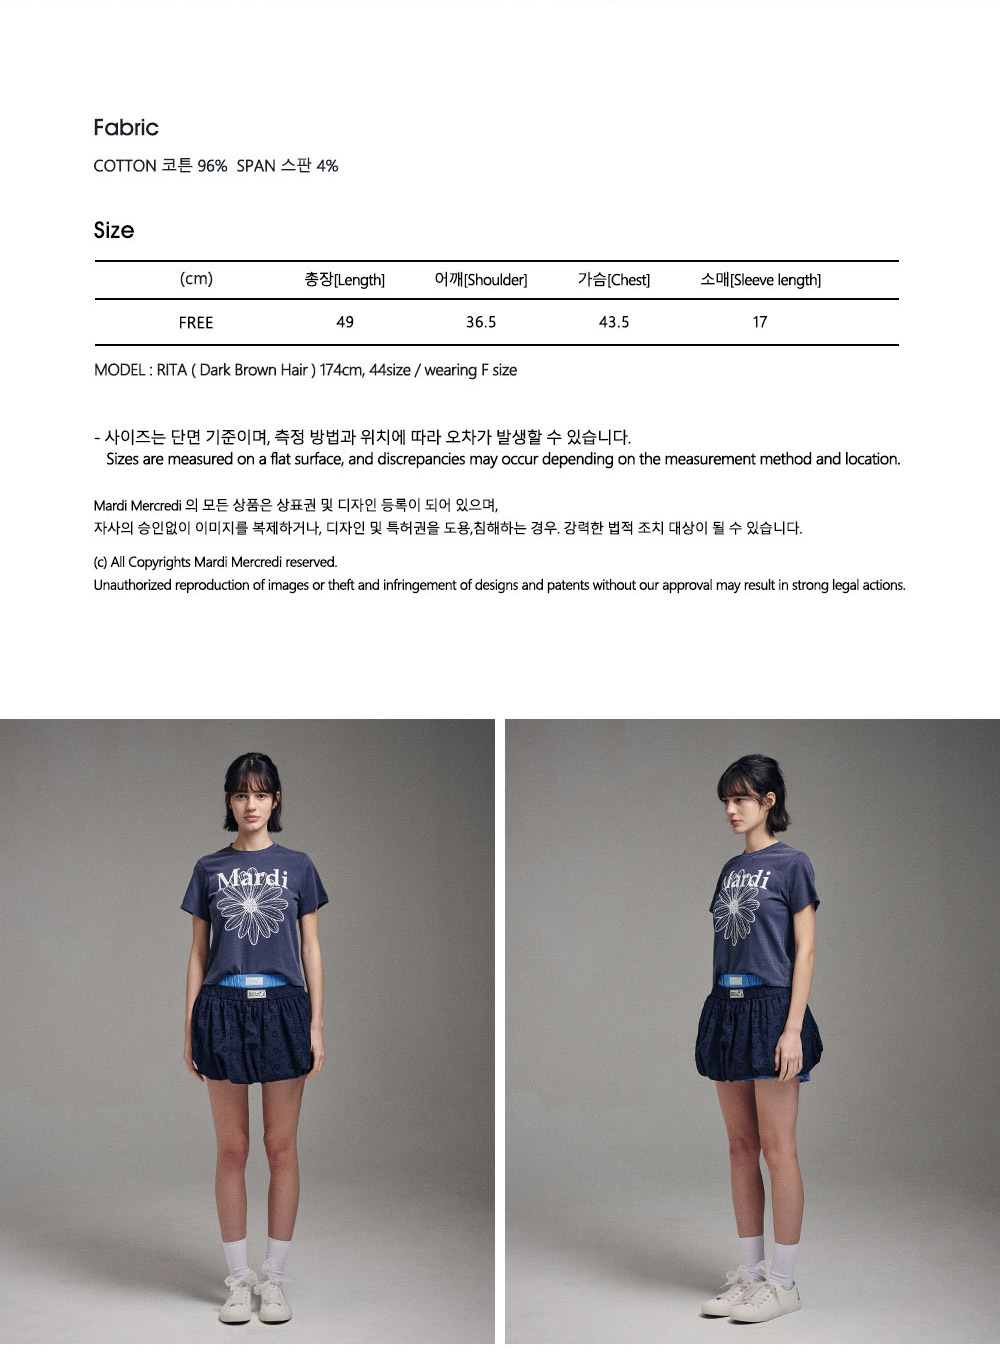 Fabric
COTTON 코튼 96% SPAN 스판 4%
Size
(cm) 총장[Length] 어깨[Shoulder] 가슴[Chest] 소매[Sleeve length]
FREE 49 36.5 43.5 17
MODEL : RITA ( Dark Brown Hair ) 174cm, 44size / wearing F size
- 사이즈는 단면 기준이며, 측정 방법과 위치에 따라 오차가 발생할 수 있습니다.
Sizes are measured on a flat surface, and discrepancies may occur depending on the measurement method and location.
Mardi Mercredi 의 모든 상품은 상표권 및 디자인 등록이 되어 있으며,
자사의 승인없이 이미지를 복제하거나, 디자인 및 특허권을 도용,침해하는 경우. 강력한 법적 조치 대상이 될 수 있습니다.
(c) All Copyrights Mardi Mercredi reserved.
Unauthorized reproduction of images or theft and infringement of designs and patents without our approval may result in strong legal actions.
Mardi
Mardi